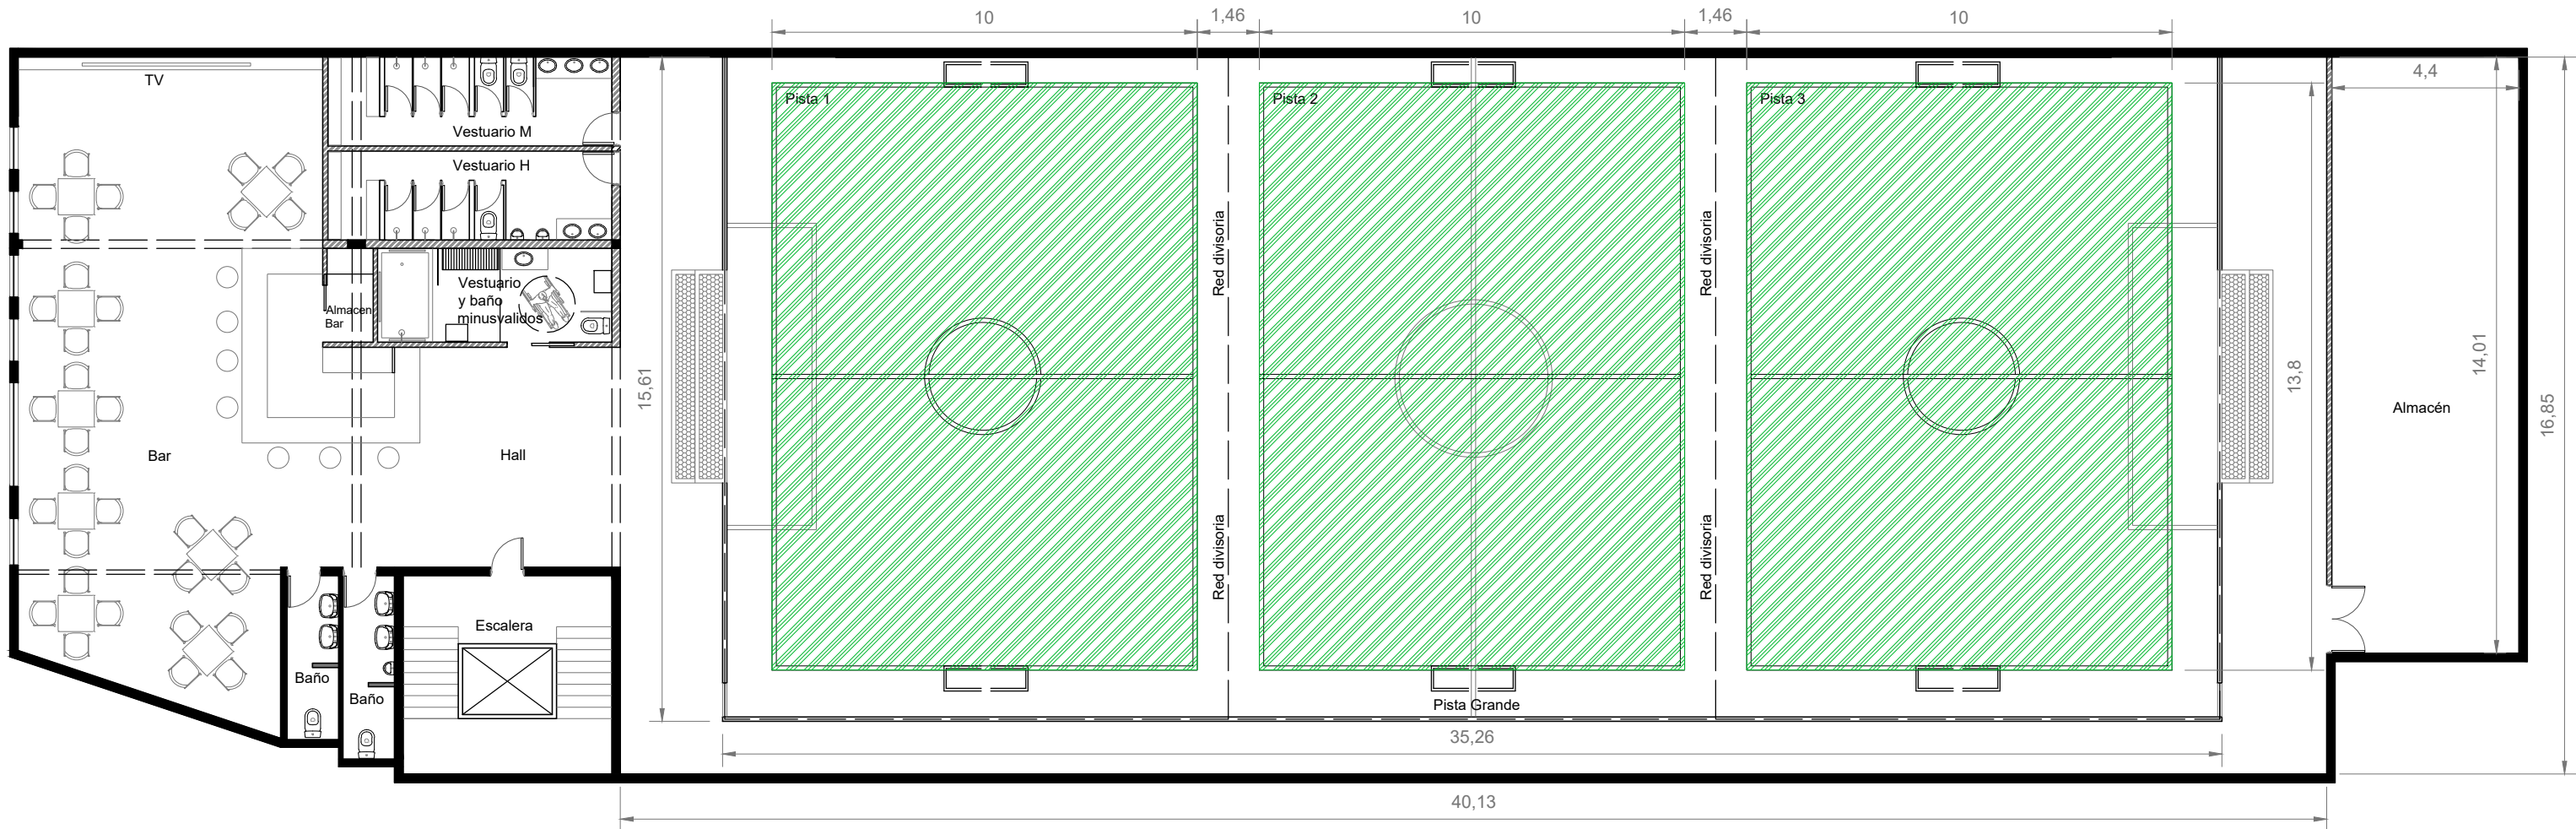 10
1,46
10
1,46
10
TV
Pista 1
Pista 2
Pista 3
4,4
Vestuario M
Vestuario H
Red divisoria
Red divisoria
Vestuario
y baño
minusvalidos
Almacen
Bar
15,61
13,8
14,01
16,85
Almacén
Bar
Hall
Red divisoria
Red divisoria
Escalera
Baño
Baño
Pista Grande
35,26
40,13